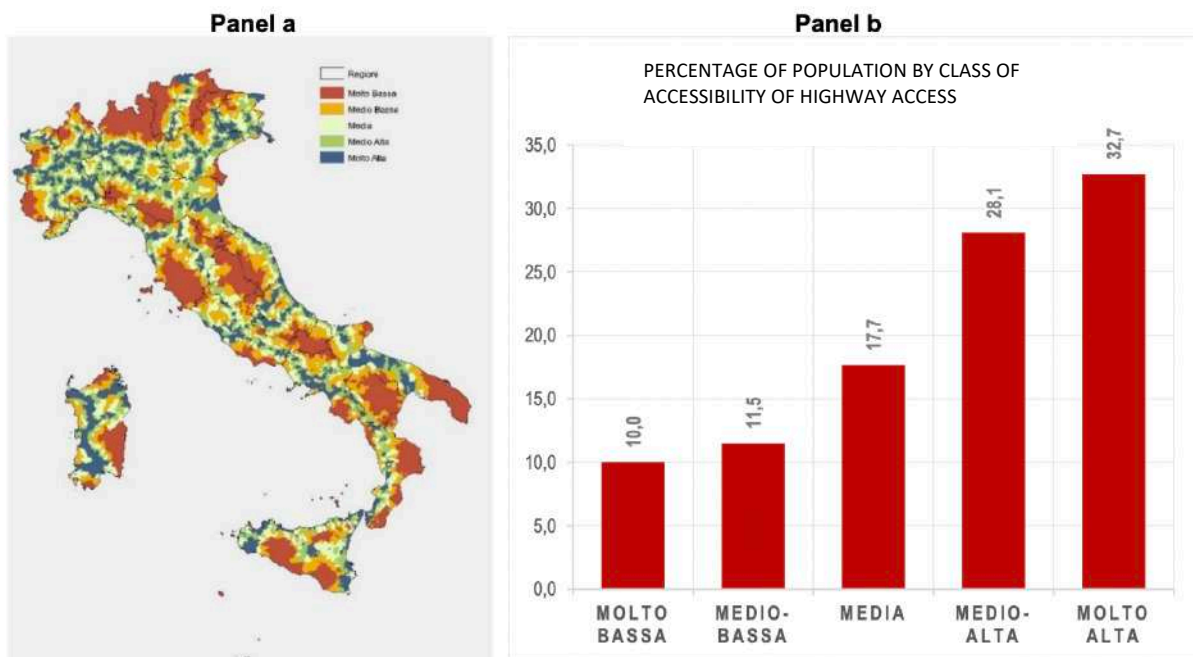 Panel a
Regioni
Molto Bassa
Medio Bassa
Media
Medio Alta
Molto Alta
Panel b
PERCENTAGE OF POPULATION BY CLASS OF
ACCESSIBILITY OF HIGHWAY ACCESS
35,0
30,0
25,0
20,0
15,0
10,0
5,0
0,0
10,0
11,5
17,7
28,1
32,7
MOLTO
BASSA
MEDIO-
BASSA
MEDIA
MEDIO-
ALTA
MOLTO
ALTA